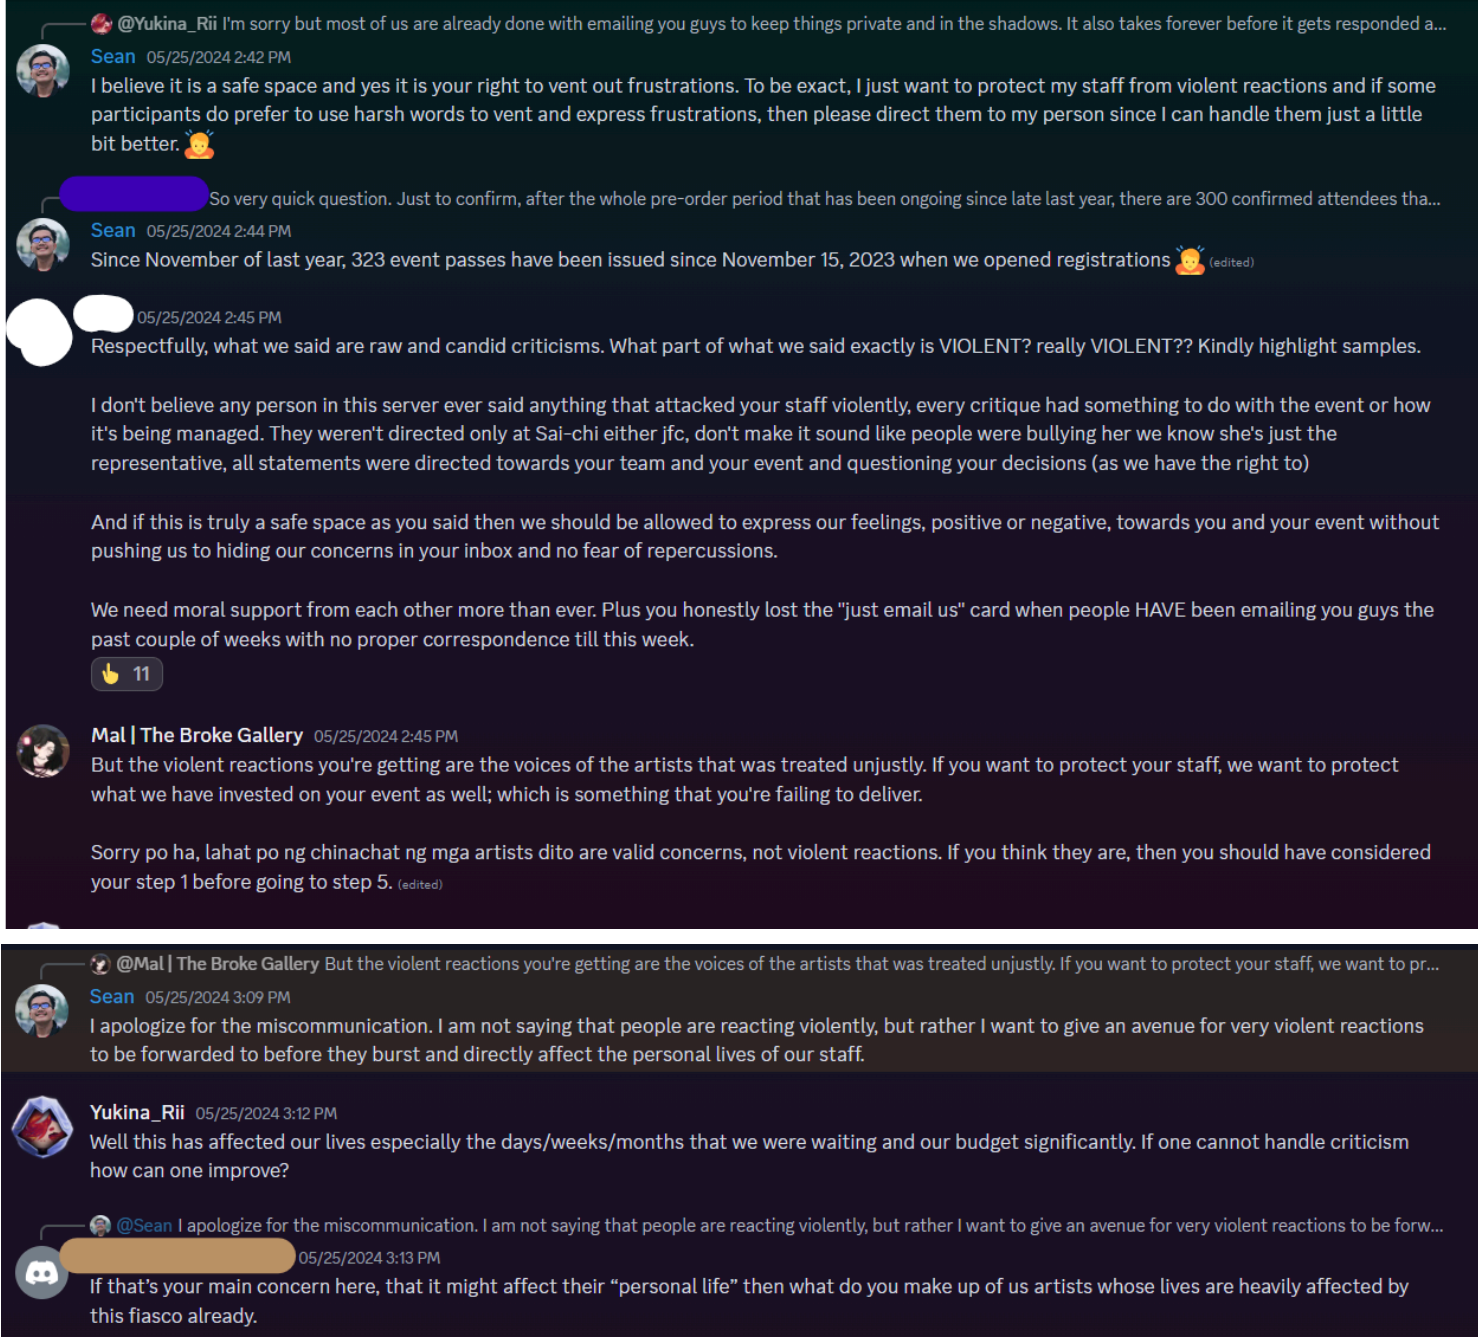 @Yukina_Rii I'm sorry but most of us are already done with emailing you guys to keep things private and in the shadows. It also takes forever before it gets responded a...
Sean 05/25/2024 2:42 PM
I believe it is a safe space and yes it is your right to vent out frustrations. To be exact, I just want to protect my staff from violent reactions and if some
participants do prefer to use harsh words to vent and express frustrations, then please direct them to my person since I can handle them just a little
bit better.
So very quick question. Just to confirm, after the whole pre-order period that has been ongoing since late last year, there are 300 confirmed attendees tha...
Sean 05/25/2024 2:44 PM
Since November of last year, 323 event passes have been issued since November 15, 2023 when we opened registrations (edited)
05/25/2024 2:45 PM
Respectfully, what we said are raw and candid criticisms. What part of what we said exactly is VIOLENT? really VIOLENT?? Kindly highlight samples.
I don't believe any person in this server ever said anything that attacked your staff violently, every critique had something to do with the event or how
it's being managed. They weren't directed only at Sai-chi either jfc, don't make it sound like people were bullying her we know she's just the
representative, all statements were directed towards your team and your event and questioning your decisions (as we have the right to)
And if this is truly a safe space as you said then we should be allowed to express our feelings, positive or negative, towards you and your event without
pushing us to hiding our concerns in your inbox and no fear of repercussions.
We need moral support from each other more than ever. Plus you honestly lost the "just email us" card when people HAVE been emailing you guys the
past couple of weeks with no proper correspondence till this week.
11
Mal | The Broke Gallery 05/25/2024 2:45 PM
But the violent reactions you're getting are the voices of the artists that was treated unjustly. If you want to protect your staff, we want to protect
what we have invested on your event as well; which is something that you're failing to deliver.
Sorry po ha, lahat po ng chinachat ng mga artists dito are valid concerns, not violent reactions. If you think they are, then you should have considered
your step 1 before going to step 5. (edited)
@Mal | The Broke Gallery But the violent reactions you're getting are the voices of the artists that was treated unjustly. If you want to protect your staff, we want to pr...
Sean 05/25/2024 3:09 PM
I apologize for the miscommunication. I am not saying that people are reacting violently, but rather I want to give an avenue for very violent reactions
to be forwarded to before they burst and directly affect the personal lives of our staff.
Yukina_Rii 05/25/2024 3:12 PM
Well this has affected our lives especially the days/weeks/months that we were waiting and our budget significantly. If one cannot handle criticism
how can one improve?
@Sean I apologize for the miscommunication. I am not saying that people are reacting violently, but rather I want to give an avenue for very violent reactions to be forw...
05/25/2024 3:13 PM
If that’s your main concern here, that it might affect their “personal life” then what do you make up of us artists whose lives are heavily affected by
this fiasco already.